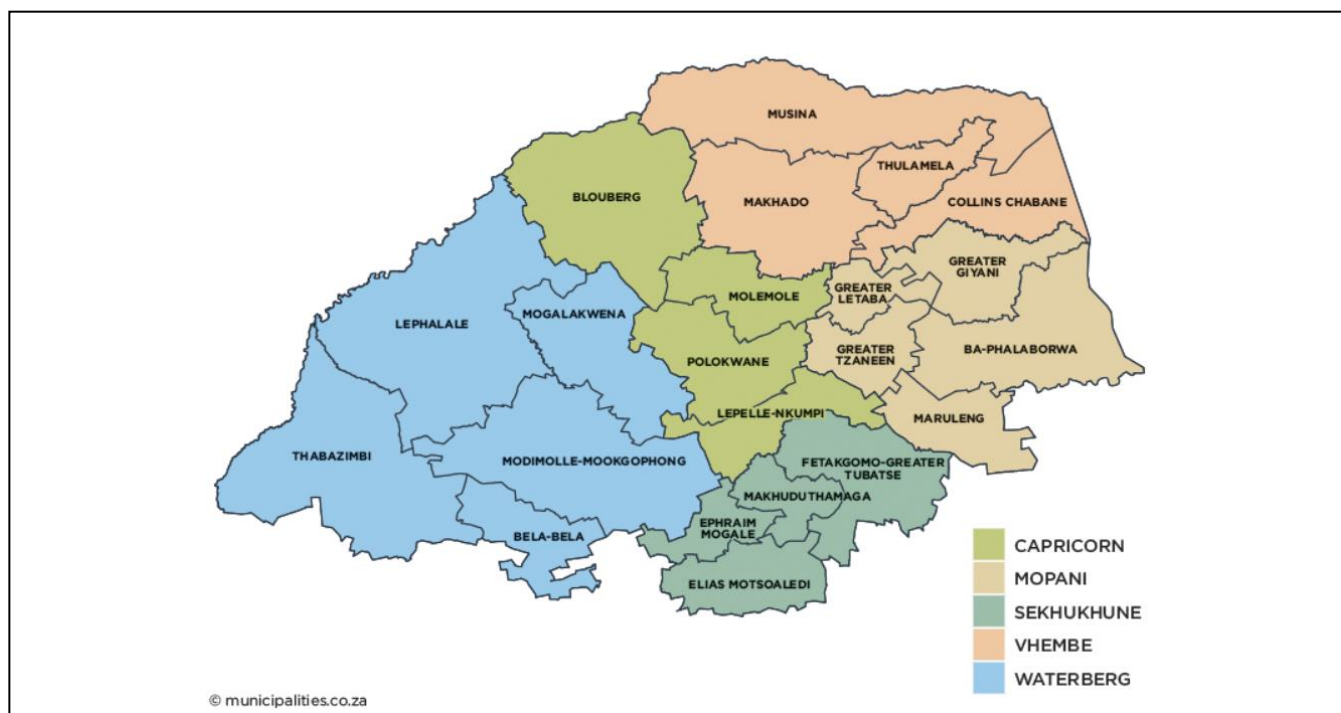 MUSINA
THULAMELA
BLOUBERG
MAKHADO
COLLINS CHABANE
GREATER
GIYANI
MOLEMOLE
GREATER
LETABA
LEPHALALE
MOGALAKWENA
POLOKWANE
GREATER
TZANEEN
BA-PHALABORWA
LEPELLE-NKUMPI
MARULENG
THABAZIMBI
MODIMOLLE-MOOKGOPHONG
FETAKGOMO-GREATER
TUBATSE
MAKHUDUTHAMAGA
EPHRAIM
MOGALE
BELA-BELA
ELIAS MOTSOALEDI
CAPRICORN
MOPANI
SEKHUKHUNE
VHEMBE
WATERBERG
© municipalities.co.za